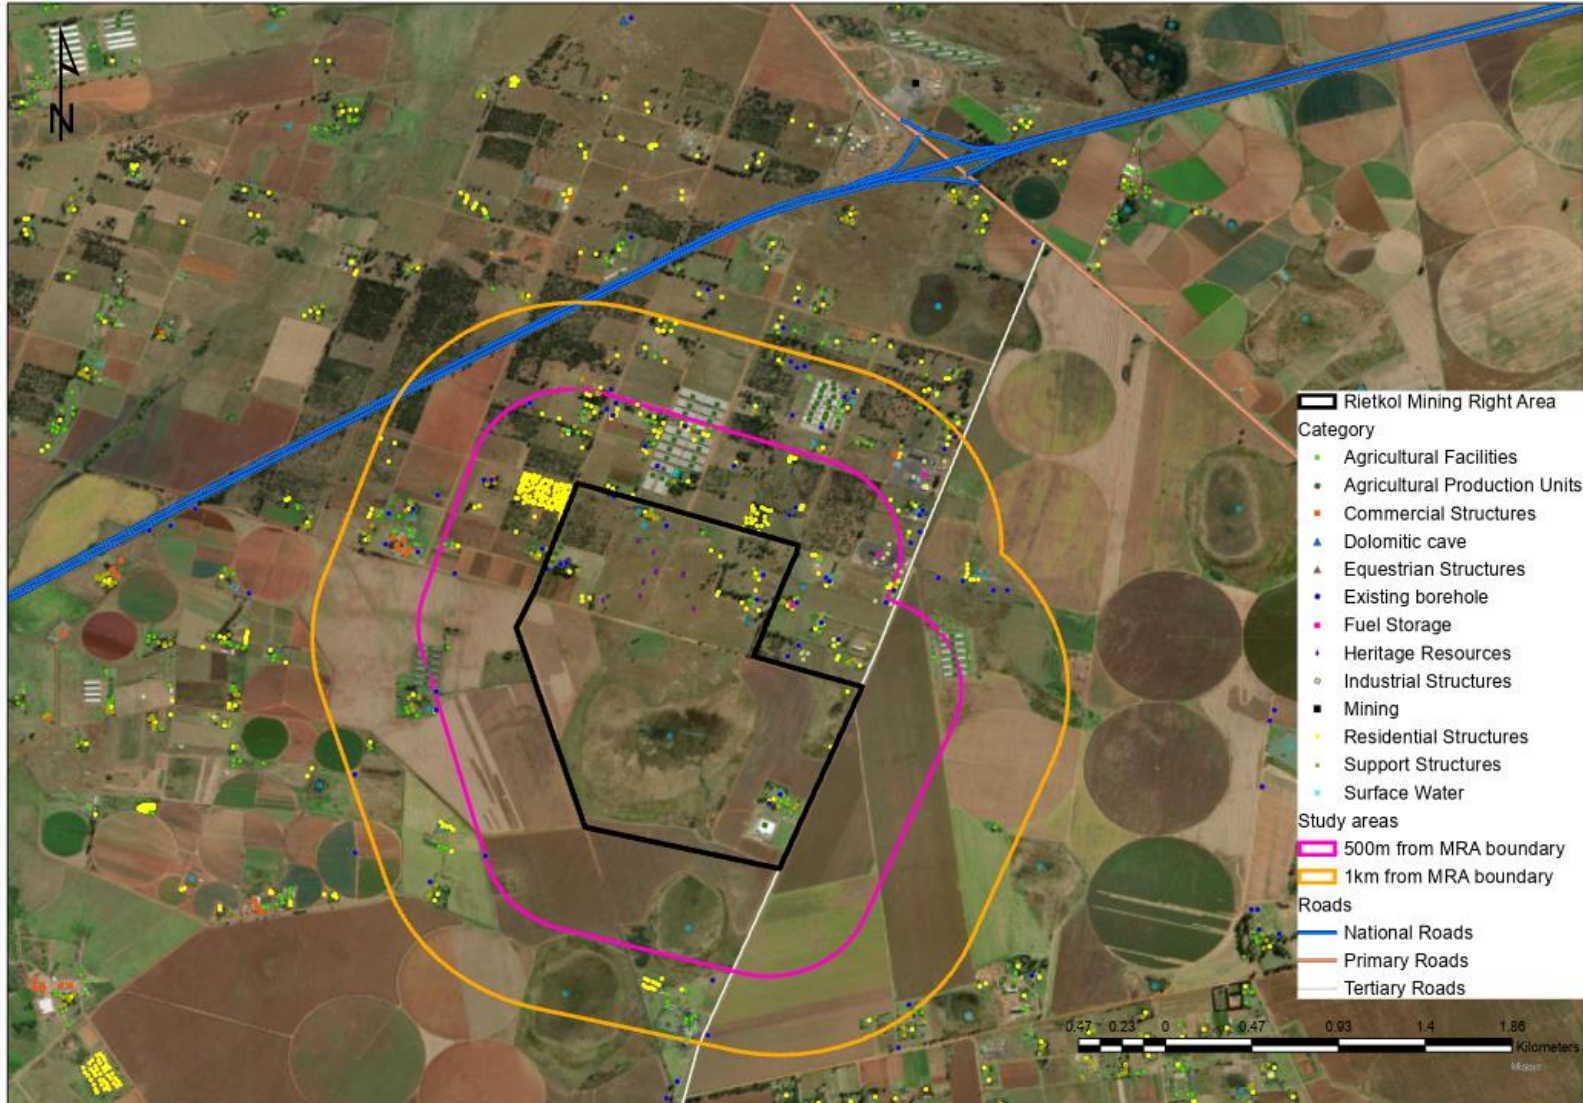 N
Rietkol Mining Right Area
Category
Agricultural Facilities
Agricultural Production Units
Commercial Structures
Dolomitic cave
Equestrian Structures
Existing borehole
Fuel Storage
Heritage Resources
Industrial Structures
Mining
Residential Structures
Support Structures
Surface Water
Study areas
500m from MRA boundary
1km from MRA boundary
Roads
National Roads
Primary Roads
Tertiary Roads
0.47 0.23 0 0.47 0.93 1.4 1.86
Kilometers